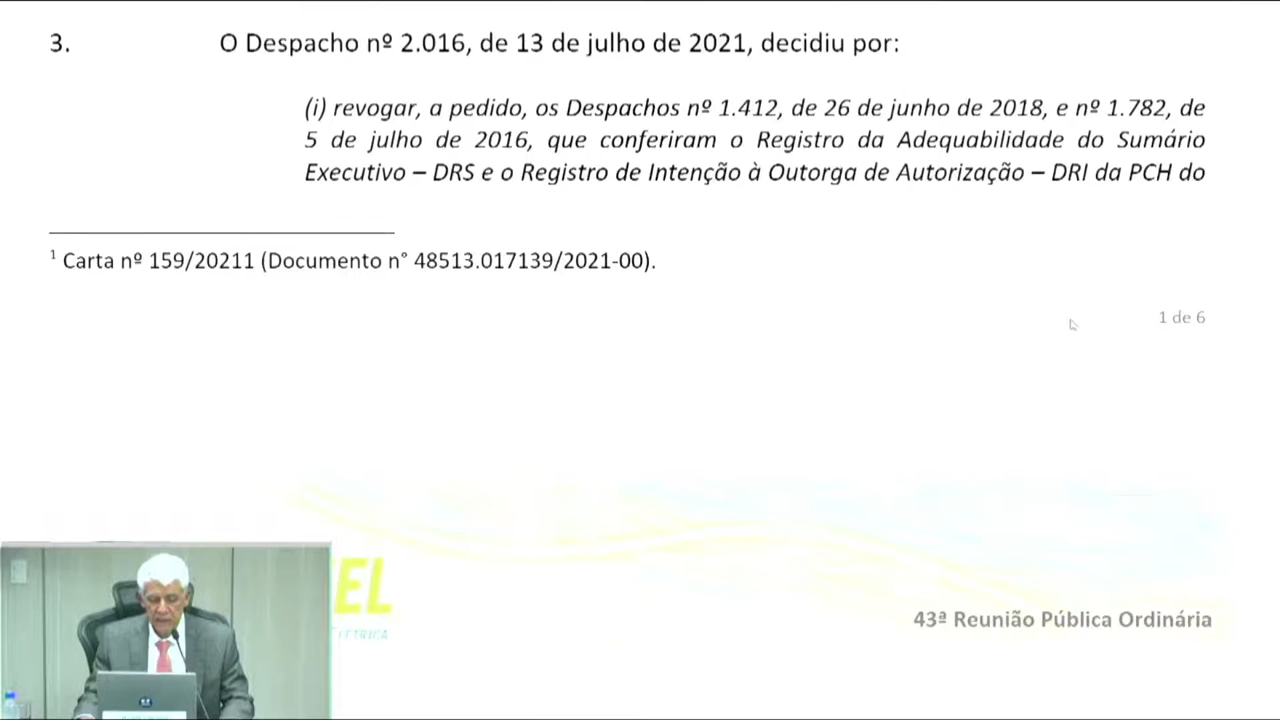 3. O Despacho nº 2.016, de 13 de julho de 2021, decidiu por:
(i) revogar, a pedido, os Despachos nº 1.412, de 26 de junho de 2018, e nº 1.782, de
5 de julho de 2016, que conferiram o Registro da Adequabilidade do Sumário
Executivo – DRS e o Registro de Intenção à Outorga de Autorização – DRI da PCH do
1 Carta nº 159/20211 (Documento n° 48513.017139/2021-00).
1 de 6
EL
ÉTRICA
43ª Reunião Pública Ordinária